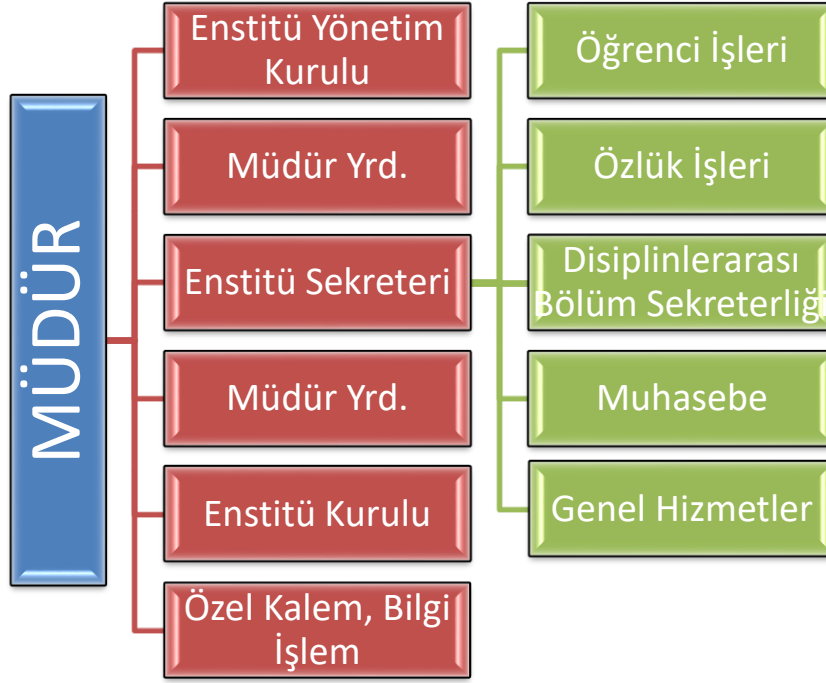 MÜDÜR
Enstitü Yönetim
Kurulu
Müdür Yrd.
Enstitü Sekreteri
Müdür Yrd.
Enstitü Kurulu
Özel Kalem, Bilgi
İşlem
Öğrenci İşleri
Özlük İşleri
Disiplinlerarası
Bölüm Sekreterliği
Muhasebe
Genel Hizmetler